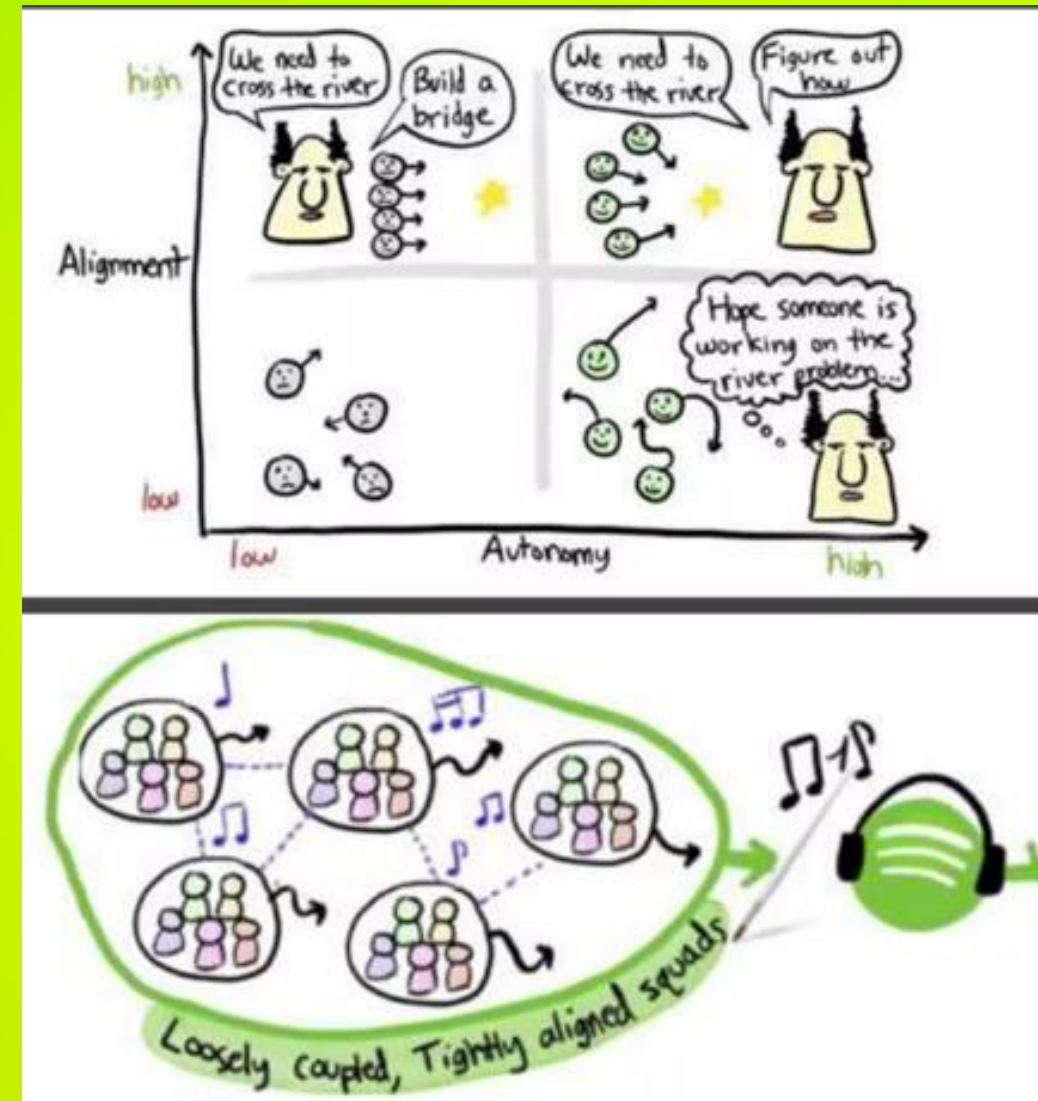 high
We need to
cross the river
Build a
bridge
We need to
cross the river
Figure out
how
Alignment
Hope someone is
working on the
river problem...
low
low
Autonomy
high
Loosely coupled, Tightly aligned squads